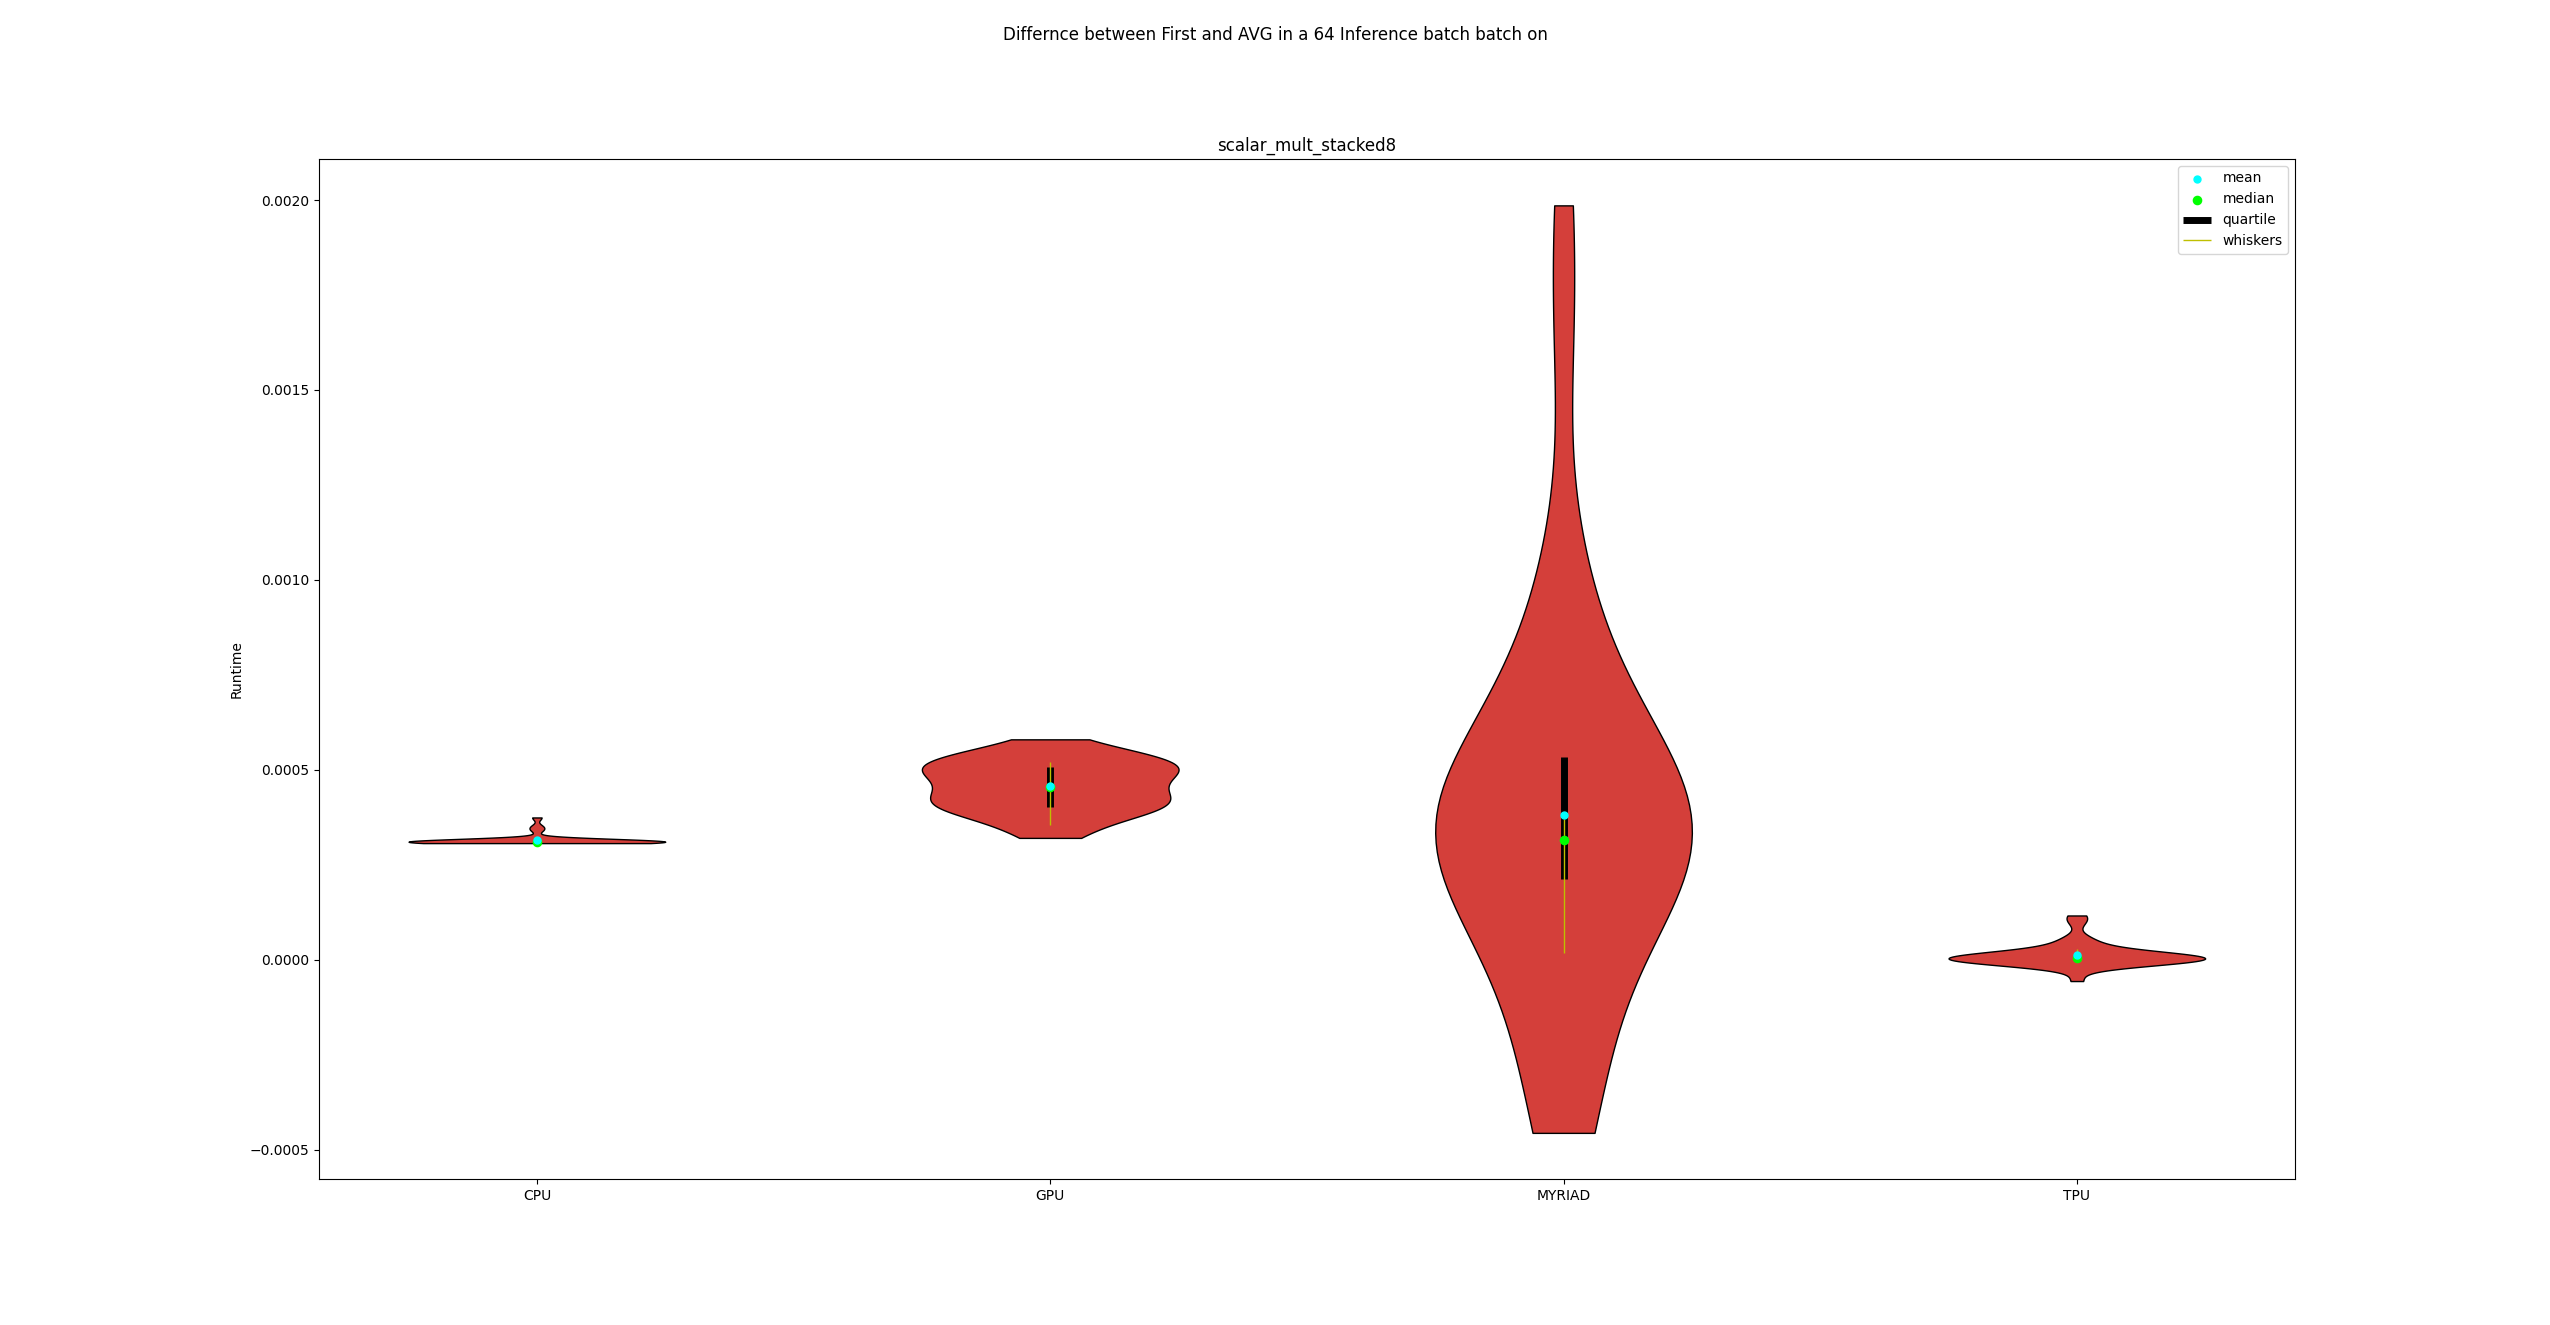 Differnce between First and AVG in a 64 Inference batch batch on
scalar_mult_stacked8
mean
median
quartile
whiskers
Runtime
0.0020
0.0015
0.0010
0.0005
0.0000
−0.0005
CPU GPU MYRIAD TPU